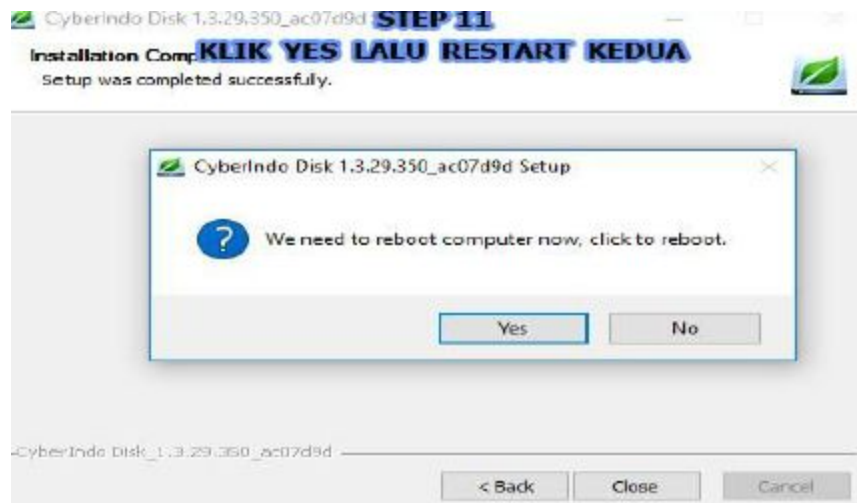 CyberIndo Disk 1.3.29.350_ac07d9d STEP 11
Installation Comp KLIK YES LALU RESTART KEDUA
Setup was completed successfully.
CyberIndo Disk 1.3.29.350_ac07d9d Setup
We need to reboot computer now, click to reboot.
Yes No
CyberIndo Disk_1.3.29.350_ac07d9d
< Back Close Cancel